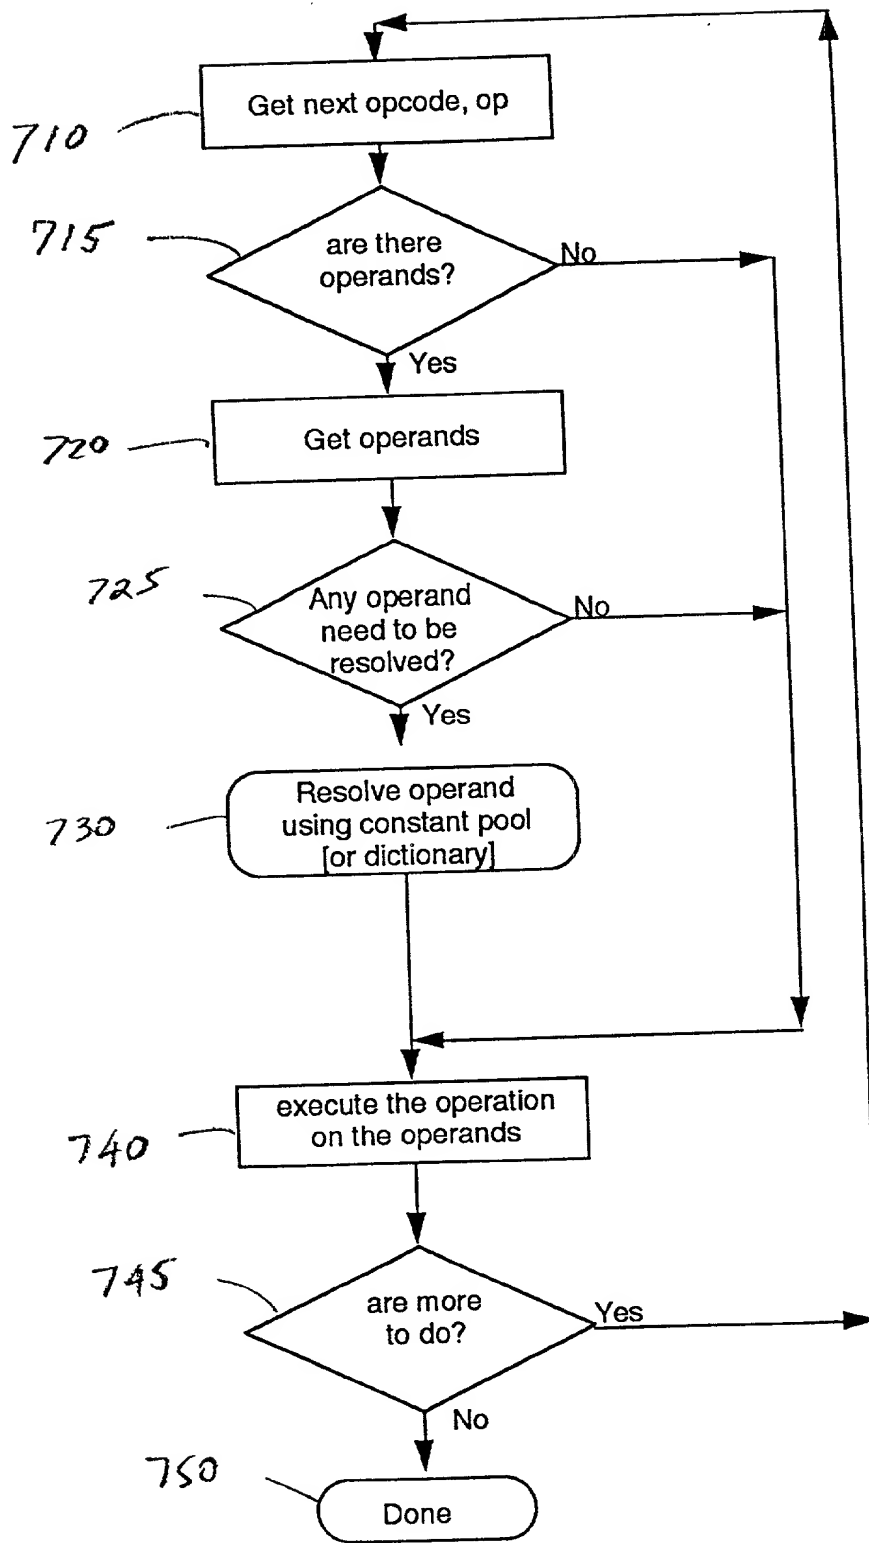 Get next opcode, op
710
715
are there
operands?
No
Yes
720
Get operands
725
Any operand
need to be
resolved?
No
Yes
730
Resolve operand
using constant pool
[or dictionary]
740
execute the operation
on the operands
745
are more
to do?
Yes
No
750
Done